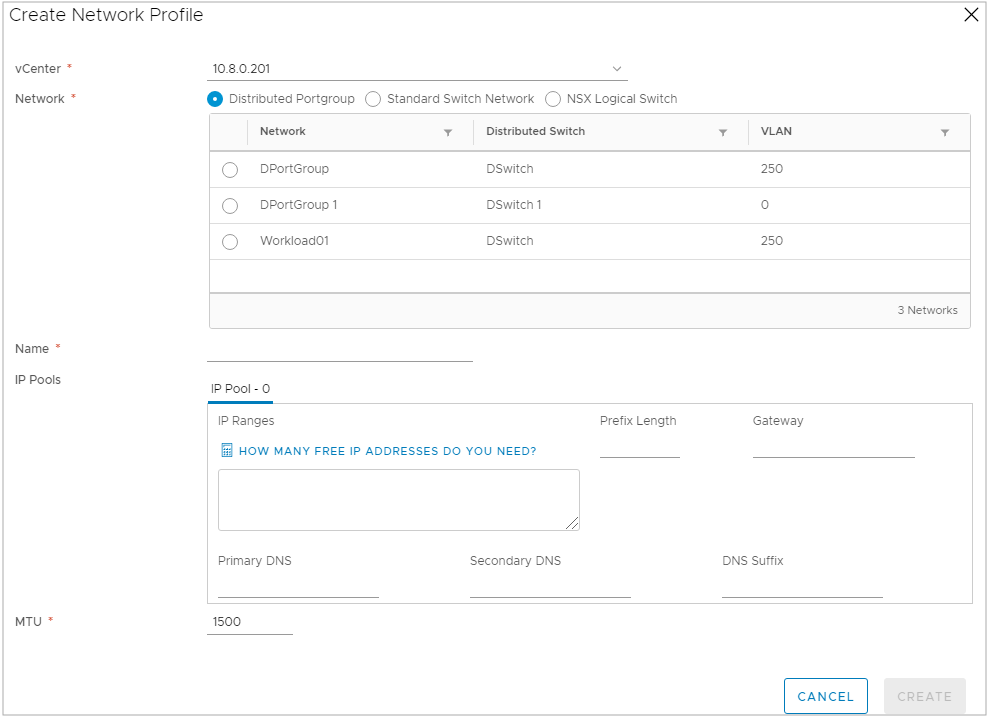 Create Network Profile
vCenter * 10.8.0.201
Network * Distributed Portgroup Standard Switch Network NSX Logical Switch
Network Distributed Switch VLAN
DPortGroup DSwitch 250
DPortGroup 1 DSwitch 1 0
Workload01 DSwitch 250
3 Networks
Name *
IP Pools
IP Pool - 0
IP Ranges Prefix Length Gateway
HOW MANY FREE IP ADDRESSES DO YOU NEED?
Primary DNS Secondary DNS DNS Suffix
MTU * 1500
CANCEL CREATE